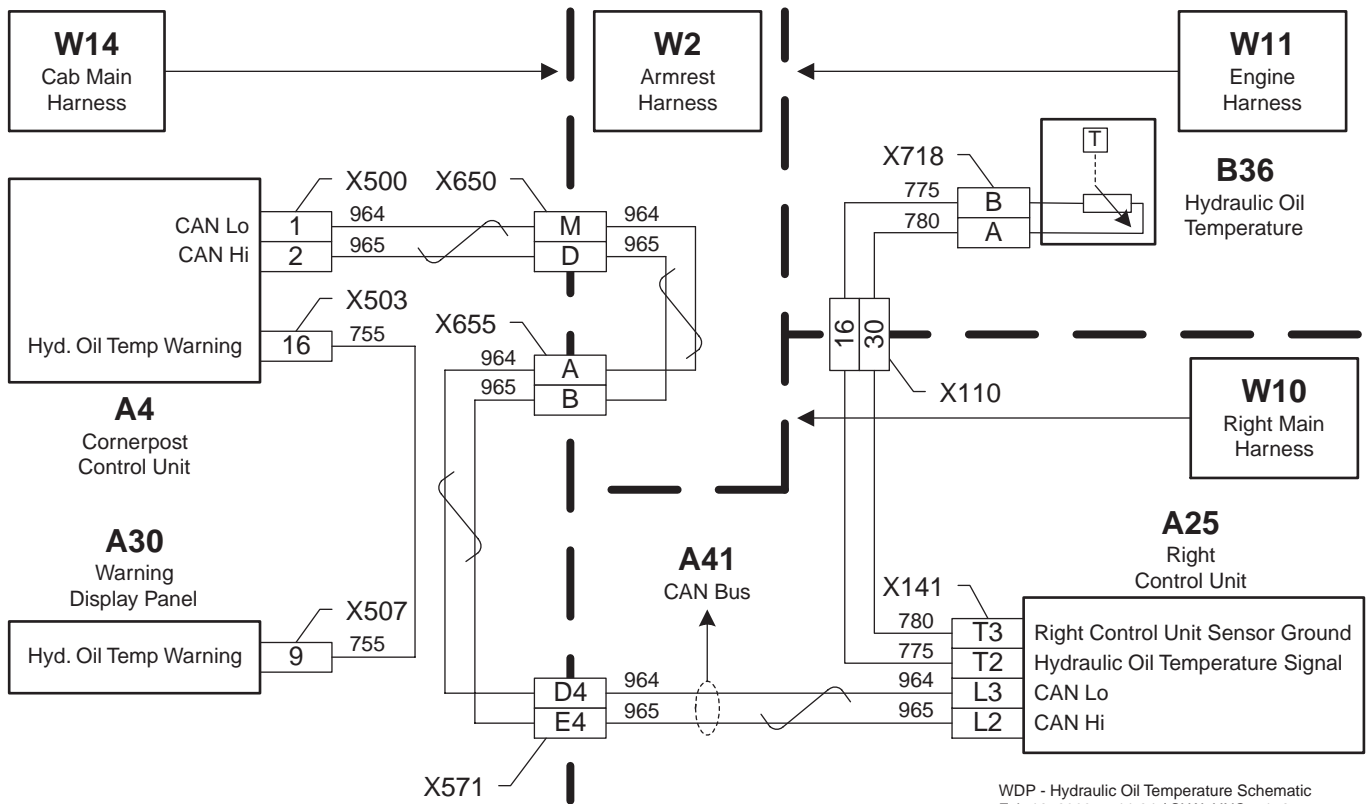 W14
Cab Main
Harness
W2
Armrest
Harness
W11
Engine
Harness
X718
775
B
780
A
T
B36
Hydraulic Oil
Temperature
X500
X650
CAN Lo
1
964
M
964
CAN Hi
2
965
D
965
X503
Hyd. Oil Temp Warning
16
755
X655
964
A
965
B
16
30
X110
W10
Right Main
Harness
A4
Cornerpost
Control Unit
A30
Warning
Display Panel
X507
Hyd. Oil Temp Warning
9
755
A41
CAN Bus
A25
Right
Control Unit
X141
780
T3
Right Control Unit Sensor Ground
775
T2
Hydraulic Oil Temperature Signal
D4
964
964
L3
CAN Lo
E4
965
965
L2
CAN Hi
X571
WDP - Hydraulic Oil Temperature Schematic